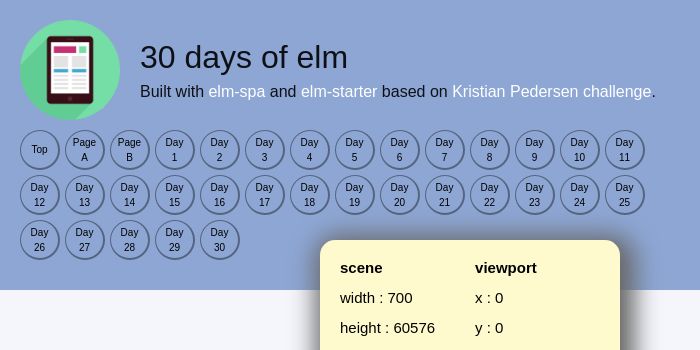 30 days of elm
Built with elm-spa and elm-starter based on Kristian Pedersen challenge.
Top Page A Page B Day 1 Day 2 Day 3 Day 4 Day 5 Day 6 Day 7 Day 8 Day 9 Day 10 Day 11
Day 12 Day 13 Day 14 Day 15 Day 16 Day 17 Day 18 Day 19 Day 20 Day 21 Day 22 Day 23 Day 24 Day 25
Day 26 Day 27 Day 28 Day 29 Day 30
scene viewport
width : 700 x : 0
height : 60576 y : 0